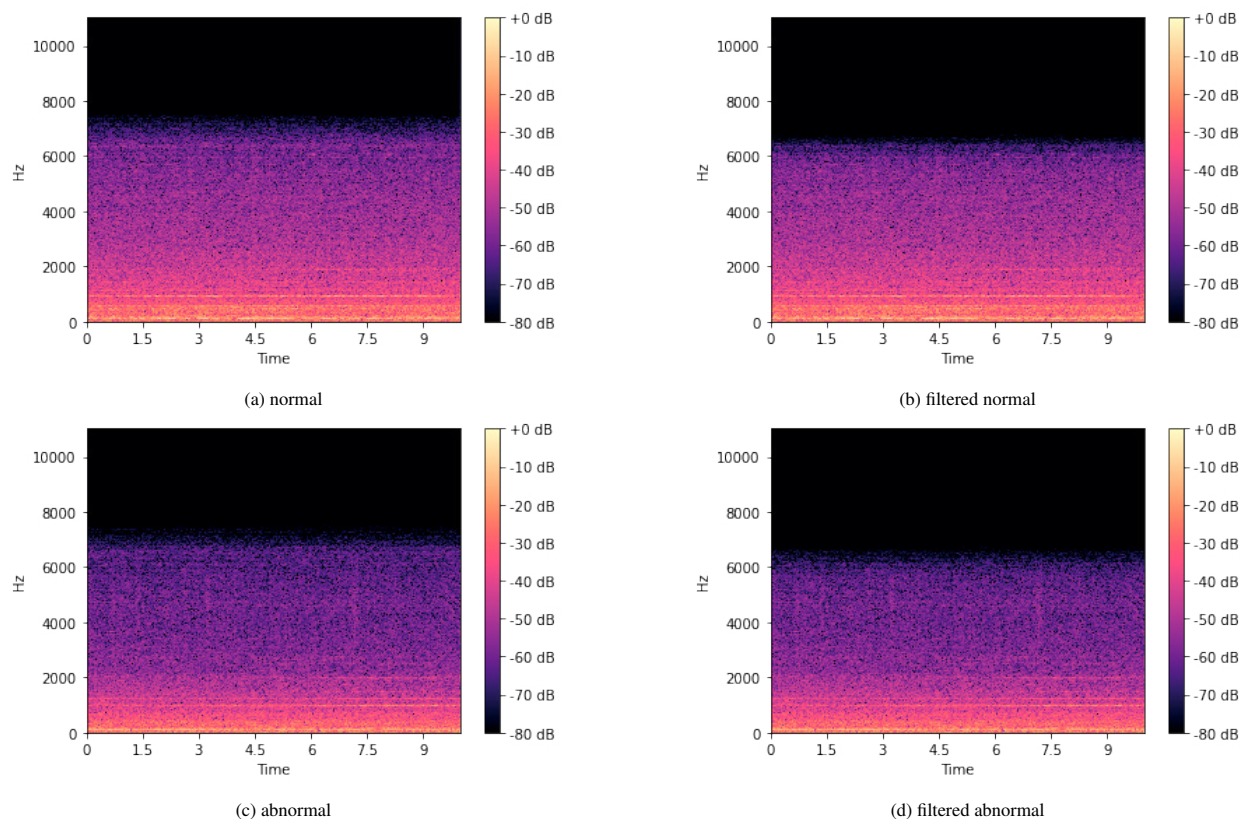 +0 dB
10000
-10 dB
8000
-20 dB
-30 dB
6000
Hz
-40 dB
4000
-50 dB
-60 dB
2000
-70 dB
0
-80 dB
0 1.5 3 4.5 6 7.5 9
Time
(a) normal
+0 dB
10000
-10 dB
8000
-20 dB
-30 dB
6000
Hz
-40 dB
4000
-50 dB
-60 dB
2000
-70 dB
0
-80 dB
0 1.5 3 4.5 6 7.5 9
Time
(b) filtered normal
+0 dB
10000
-10 dB
8000
-20 dB
-30 dB
6000
Hz
-40 dB
4000
-50 dB
-60 dB
2000
-70 dB
0
-80 dB
0 1.5 3 4.5 6 7.5 9
Time
(c) abnormal
+0 dB
10000
-10 dB
8000
-20 dB
-30 dB
6000
Hz
-40 dB
4000
-50 dB
-60 dB
2000
-70 dB
0
-80 dB
0 1.5 3 4.5 6 7.5 9
Time
(d) filtered abnormal